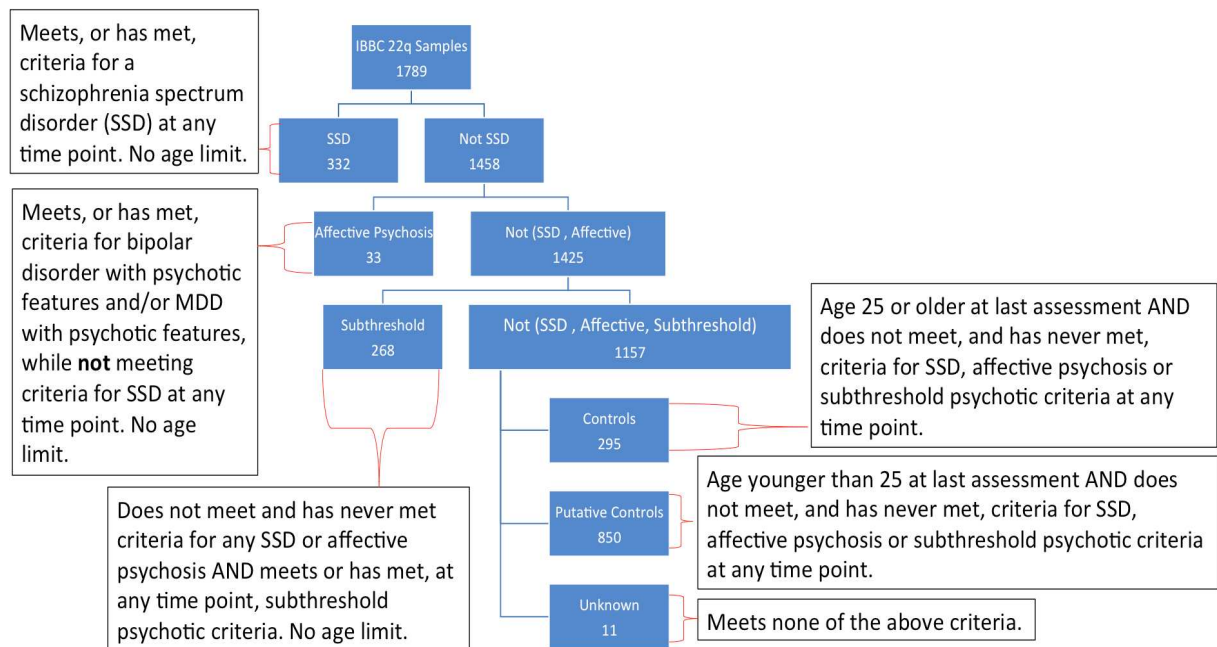 Meets, or has met,
criteria for a
schizophrenia spectrum
disorder (SSD) at any
time point. No age limit.
IBBC 22q Samples
1789
SSD
332
Not SSD
1458
Meets, or has met,
criteria for bipolar
disorder with psychotic
features and/or MDD
with psychotic features,
while not meeting
criteria for SSD at any
time point. No age
limit.
Affective Psychosis
33
Not (SSD , Affective)
1425
Subthreshold
268
Not (SSD , Affective, Subthreshold)
1157
Age 25 or older at last assessment AND
does not meet, and has never met,
criteria for SSD, affective psychosis or
subthreshold psychotic criteria at any
time point.
Controls
295
Does not meet and has never met
criteria for any SSD or affective
psychosis AND meets or has met, at
any time point, subthreshold
psychotic criteria. No age limit.
Putative Controls
850
Age younger than 25 at last assessment AND does
not meet, and has never met, criteria for SSD,
affective psychosis or subthreshold psychotic criteria
at any time point.
Unknown
11
Meets none of the above criteria.